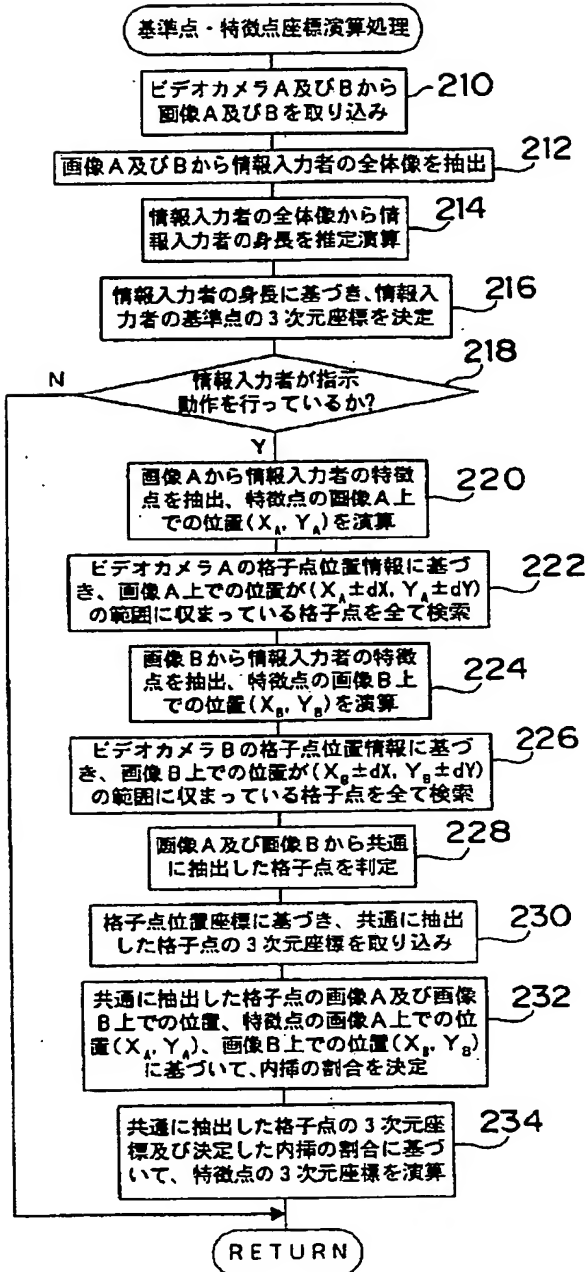 基準点・特徴点座標演算処理
ビデオカメラA及びBから
画像A及びBを取り込み
210
画像A及びBから情報入力者の全体像を抽出
212
情報入力者の全体像から情
報入力者の身長を推定演算
214
情報入力者の身長に基づき、情報入
力者の基準点の3次元座標を決定
216
218
N
情報入力者が指示
動作を行っているか?
Y
画像Aから情報入力者の特徴
点を抽出、特徴点の画像A上
での位置(XA, YA)を演算
220
ビデオカメラAの格子点位置情報に基づ
き、画像A上での位置が(XA±dX, YA±dY)
の範囲に収まっている格子点を全て検索
222
画像Bから情報入力者の特徴
点を抽出、特徴点の画像B上
での位置(XB, YB)を演算
224
ビデオカメラBの格子点位置情報に基づ
き、画像B上での位置が(XB±dX, YB±dY)
の範囲に収まっている格子点を全て検索
226
画像A及び画像Bから共通
に抽出した格子点を判定
228
格子点位置座標に基づき、共通に抽出
した格子点の3次元座標を取り込み
230
共通に抽出した格子点の画像A及び画像
B上での位置、特徴点の画像A上での位
置(XA, YA)、画像B上での位置(XB, YB)
に基づいて、内挿の割合を決定
232
共通に抽出した格子点の3次元座
標及び決定した内挿の割合に基づ
いて、特徴点の3次元座標を演算
234
RETURN